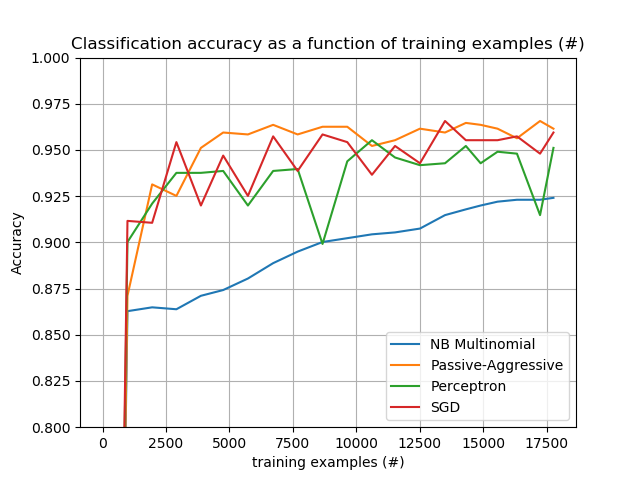 Classification accuracy as a function of training examples (#)
1.000
0.975
0.950
0.925
0.900
0.875
0.850
0.825
0.800
Accuracy
NB Multinomial
Passive-Aggressive
Perceptron
SGD
0 2500 5000 7500 10000 12500 15000 17500
training examples (#)